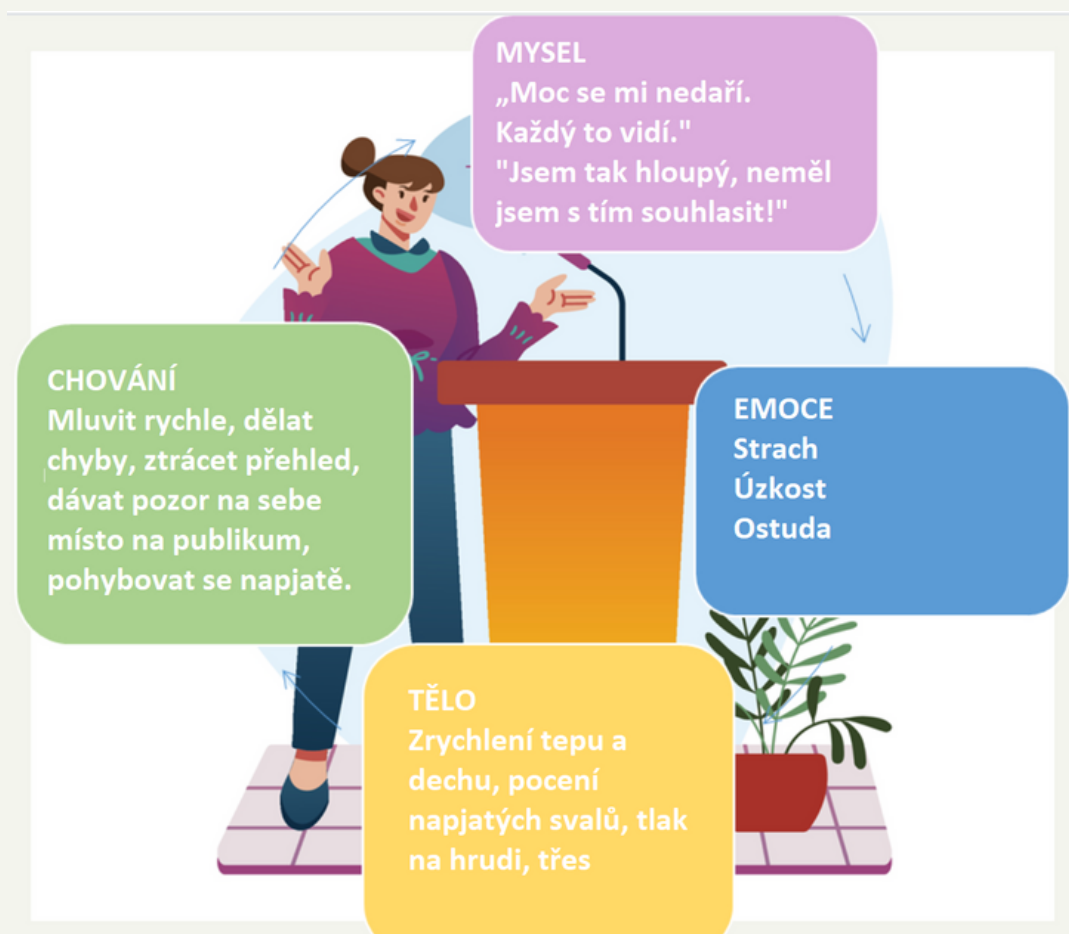 MYSEL
„Moc se mi nedaří.
Každý to vidí."
"Jsem tak hloupý, neměl
jsem s tím souhlasit!"
CHOVÁNÍ
Mluvit rychle, dělat
chyby, ztrácet přehled,
dávat pozor na sebe
místo na publikum,
pohybovat se napjatě.
EMOCE
Strach
Úzkost
Ostuda
TĚLO
Zrychlení tepu a
dechu, pocení
napjatých svalů, tlak
na hrudi, třes